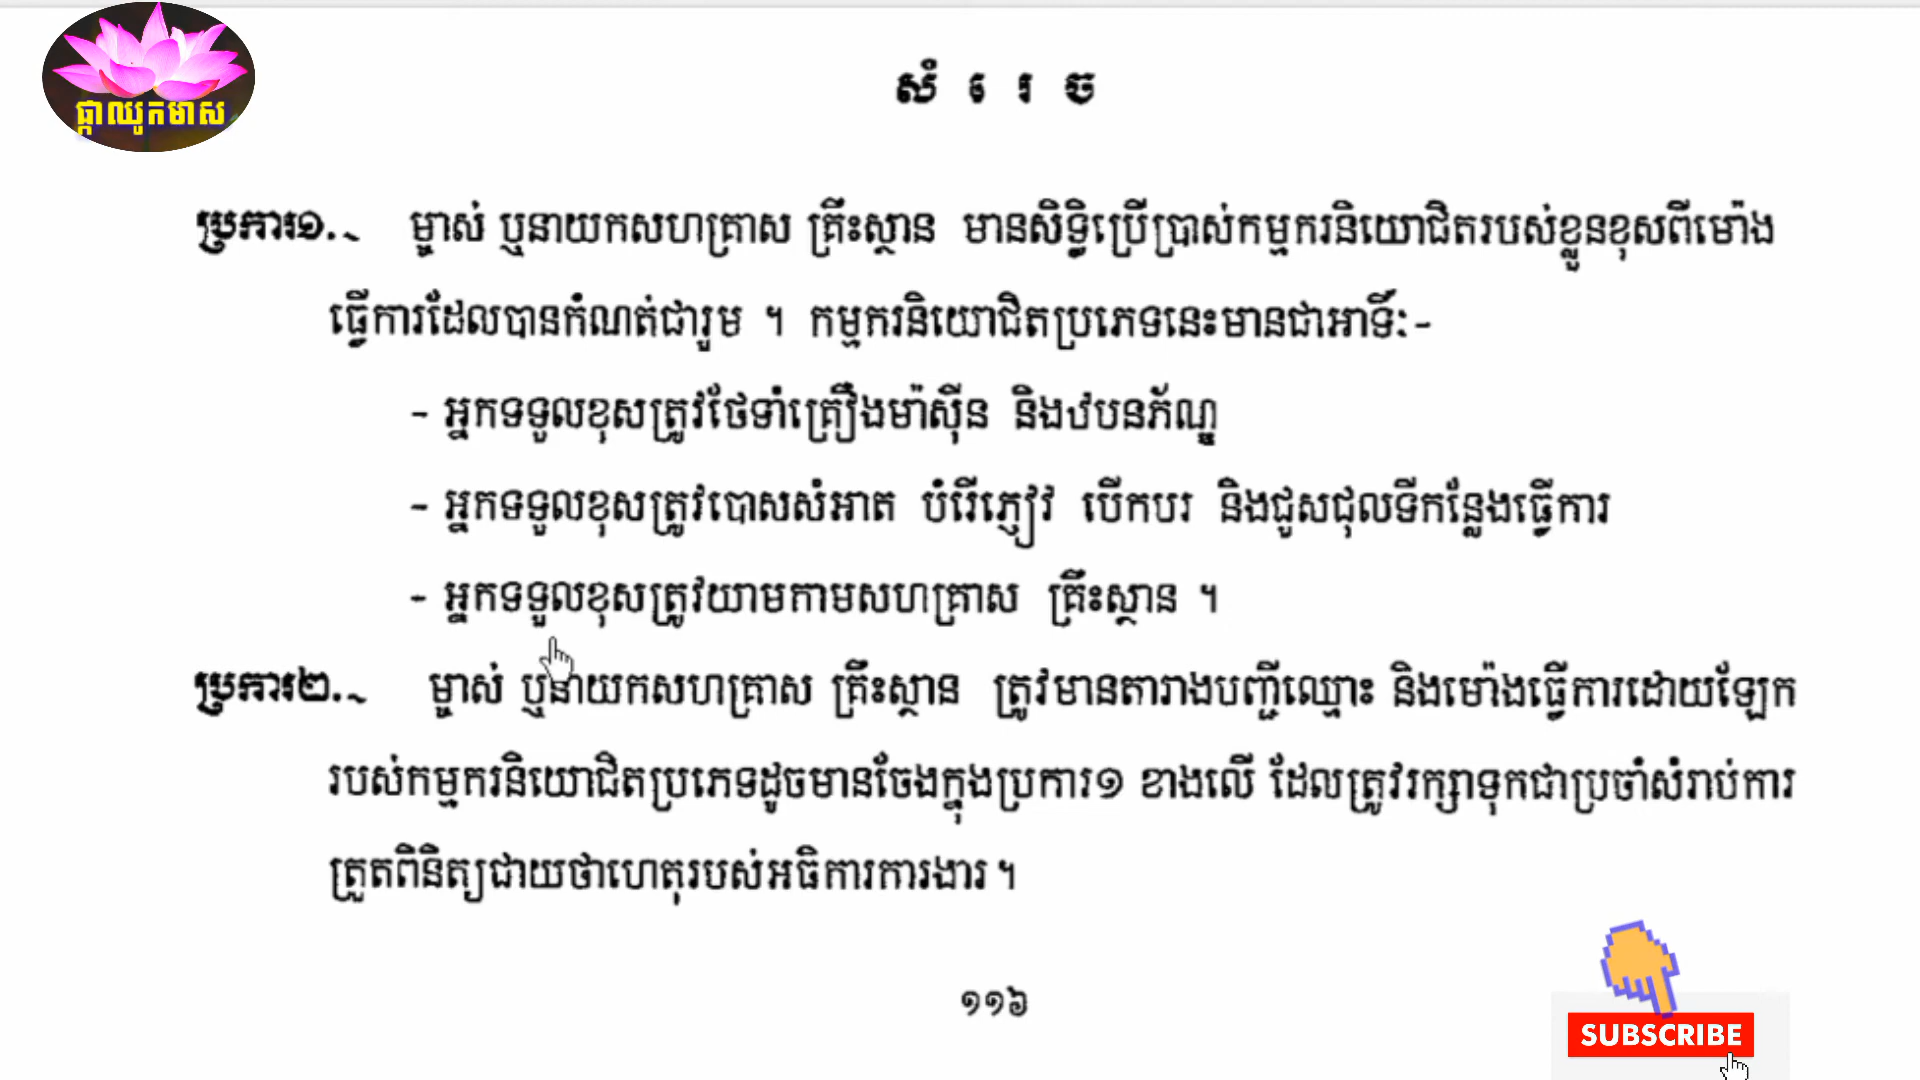 ផ្កាឈូកមាស
សំ រេ ច
ប្រការ១.~ ម្ចាស់ ឬនាយកសហគ្រាស គ្រឹះស្ថាន មានសិទ្ធិប្រើប្រាស់កម្មករនិយោជិតរបស់ខ្លួនខុសពីម៉ោង
ធ្វើការដែលបានកំណត់ជារួម ។ កម្មករនិយោជិតប្រភេទនេះមានជាអាទិ៍ៈ-
- អ្នកទទួលខុសត្រូវថែទាំគ្រឿងម៉ាស៊ីន និងឋបនភ័ណ្ឌ
- អ្នកទទួលខុសត្រូវបោសសំអាត បំរើភ្ញៀវ បើកបរ និងជួសជុលទីកន្លែងធ្វើការ
- អ្នកទទួលខុសត្រូវយាមកាមសហគ្រាស គ្រឹះស្ថាន ។
ប្រការ២.~ ម្ចាស់ ឬនាយកសហគ្រាស គ្រឹះស្ថាន ត្រូវមានតារាងបញ្ជីឈ្មោះ និងម៉ោងធ្វើការដោយឡែក
របស់កម្មករនិយោជិតប្រភេទដូចមានចែងក្នុងប្រការ១ ខាងលើ ដែលត្រូវរក្សាទុកជាប្រចាំសំរាប់ការ
ត្រួតពិនិត្យជាយថាហេតុរបស់អធិការការងារ ។
១១៦
SUBSCRIBE